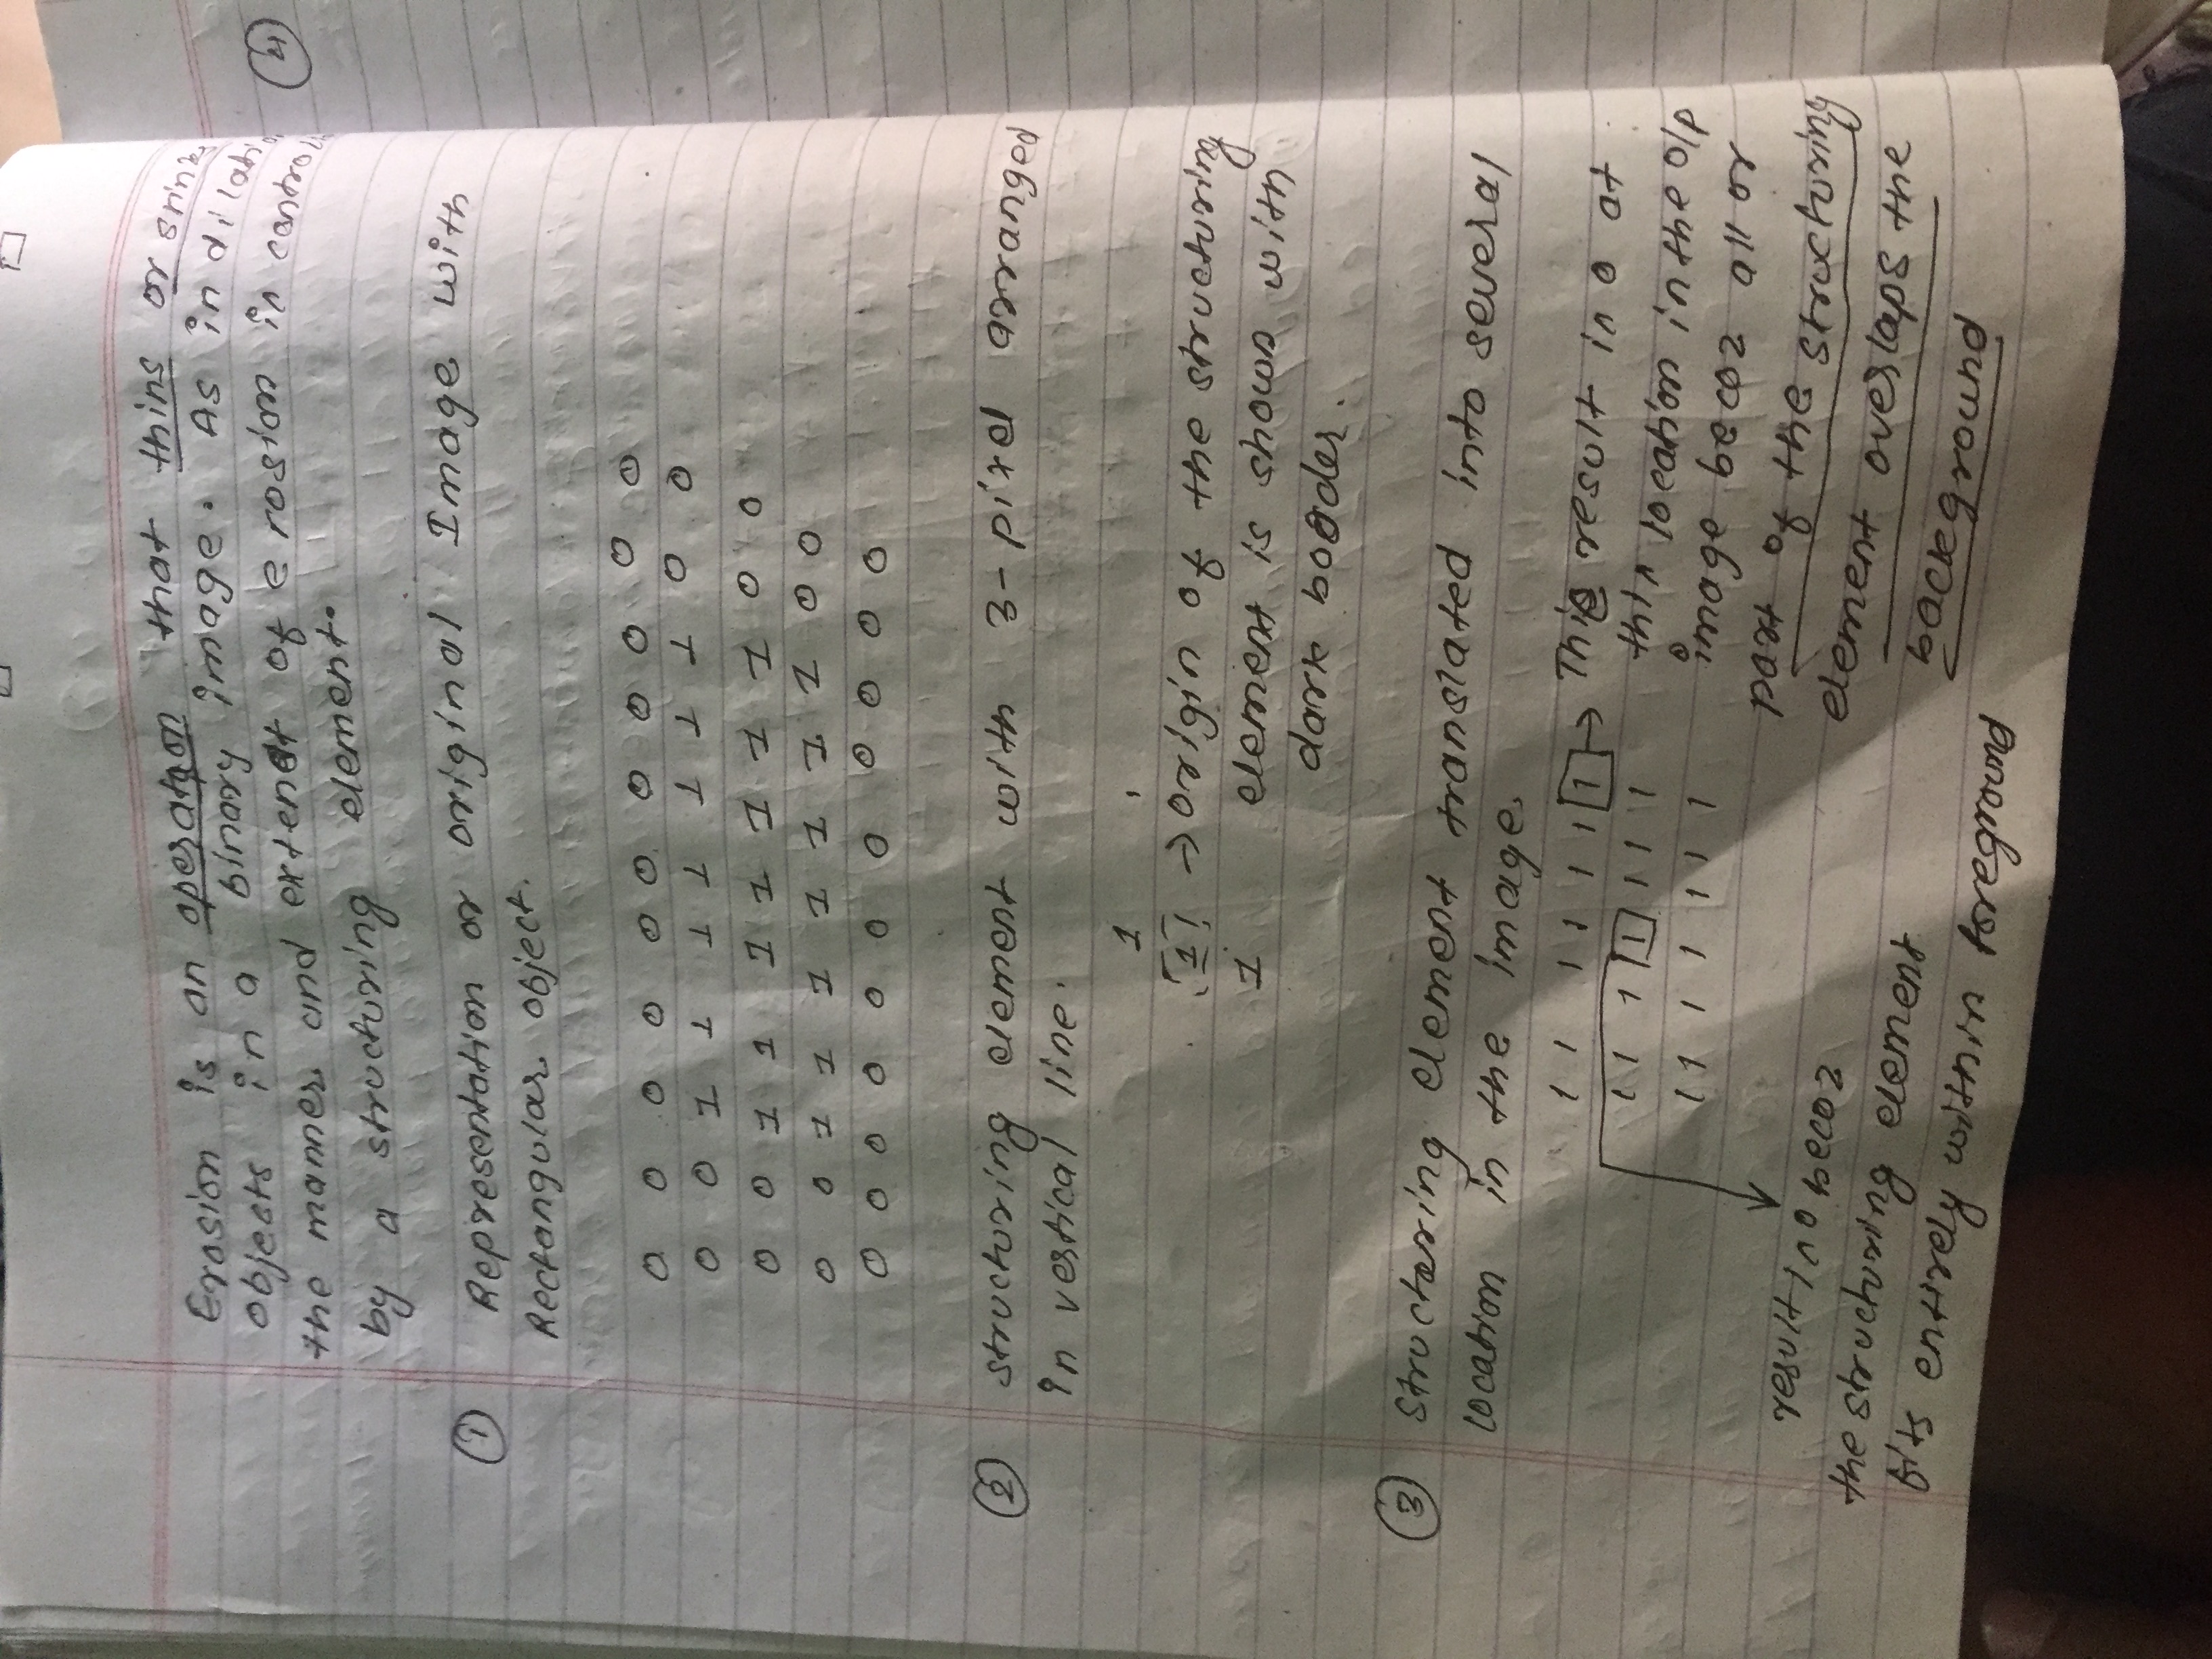 Erosion is an operation that thins or srinks
objects in a binary image. As in dilation
the manner and extendt of erosion is control
by a structuring element.
① Representation or original Image with
Rectangular object.
0 0 0 0 0 0 0 0 0 0 0
0 0 1 1 1 1 1 1 1 0 0
0 0 1 1 1 1 1 1 1 0 0
0 0 1 1 1 1 1 1 1 0 0
0 0 0 0 0 0 0 0 0 0 0
② structuring element with 3-pixel arranged
in vertical line.
1
1 → origin of the structuring
1 element is shown with
dark booder.
③ structuring element translated into several
location in the image.
1 1 1 1 1 1 1 → This result in 0 at
1 1 1 1 1 1 1 this location in the o/p
1 1 1 1 1 1 1 image becoz all or
part of the structuring
element overlaps the
background
result in 0 becoz
the structuring element
fits entirely within foreground
④